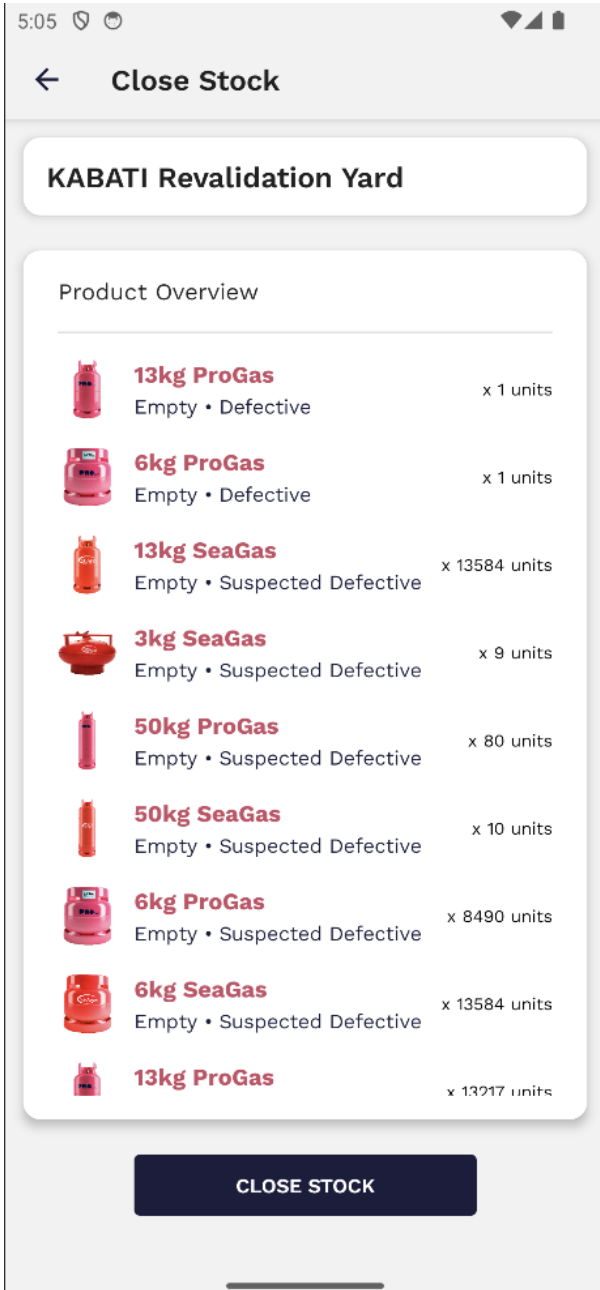 5:05
Close Stock
KABATI Revalidation Yard
Product Overview
13kg ProGas
Empty • Defective
x 1 units
6kg ProGas
Empty • Defective
x 1 units
13kg SeaGas
Empty • Suspected Defective
x 13584 units
3kg SeaGas
Empty • Suspected Defective
x 9 units
50kg ProGas
Empty • Suspected Defective
x 80 units
50kg SeaGas
Empty • Suspected Defective
x 10 units
6kg ProGas
Empty • Suspected Defective
x 8490 units
6kg SeaGas
Empty • Suspected Defective
x 13584 units
13kg ProGas
x 13217 units
CLOSE STOCK